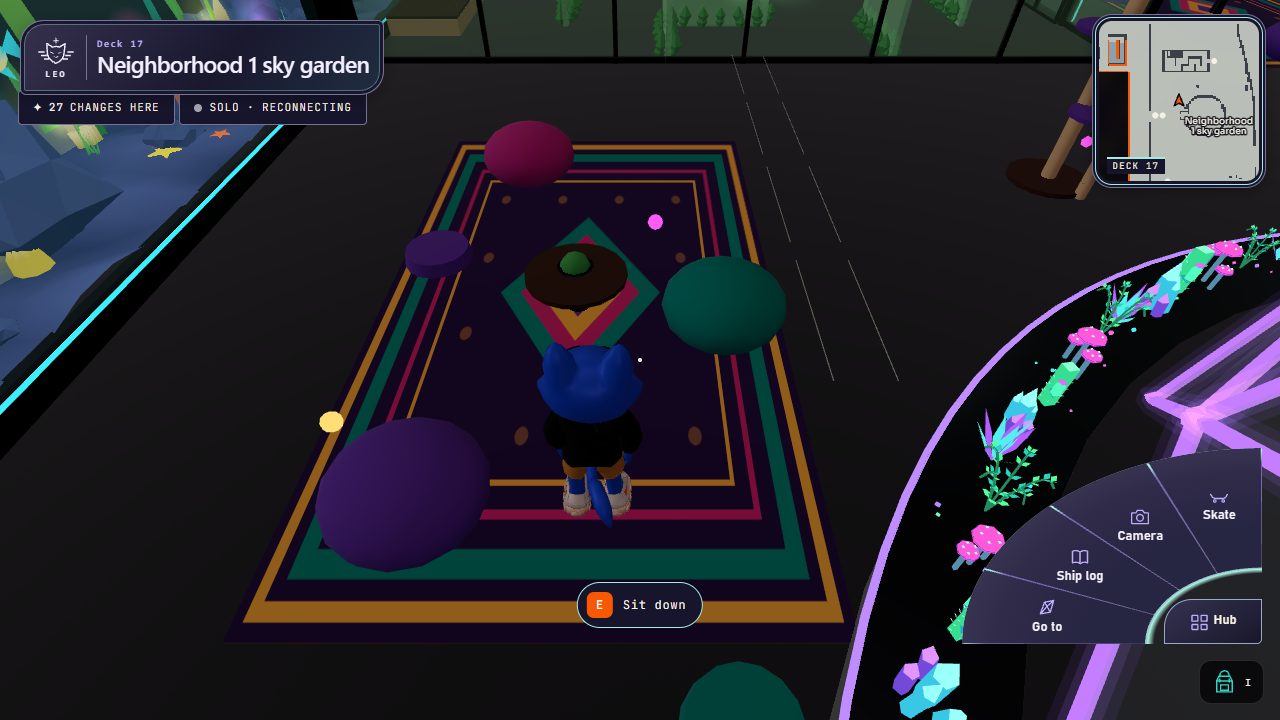 Deck 17
LEO
Neighborhood 1 sky garden
27 CHANGES HERE
SOLO · RECONNECTING
Neighborhood
1 sky garden
DECK 17
Skate
Camera
Ship log
Go to
Hub
E Sit down
I